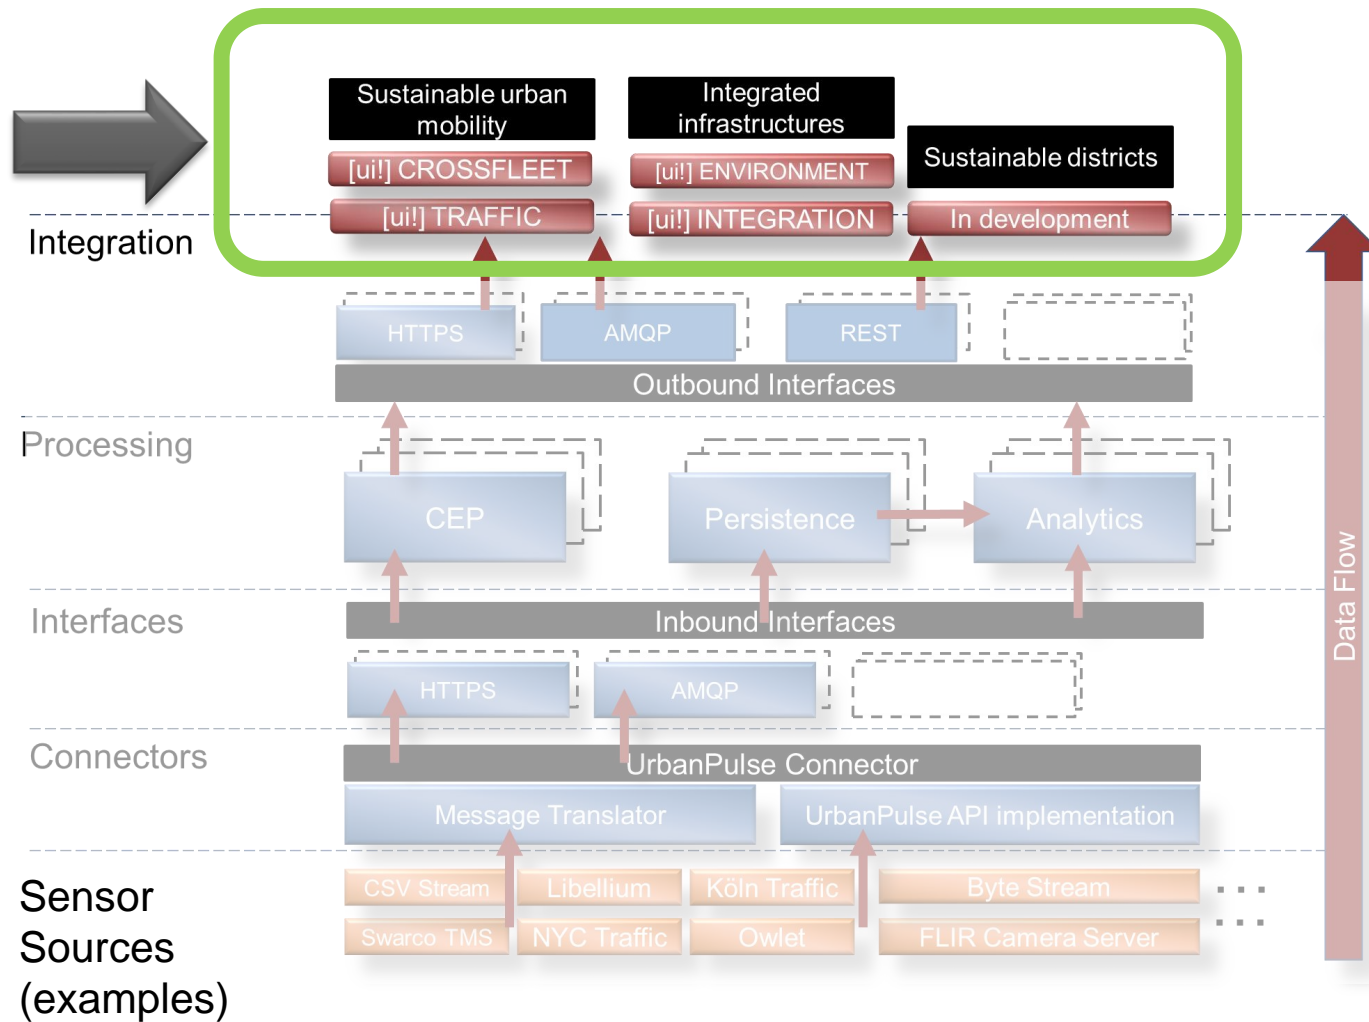 Sustainable urban
mobility
Integrated
infrastructures
Sustainable districts
[ui!] CROSSFLEET
[ui!] ENVIRONMENT
[ui!] TRAFFIC
[ui!] INTEGRATION
In development
Integration
HTTPS
AMQP
REST
Outbound Interfaces
Processing
CEP
Persistence
Analytics
Data Flow
Interfaces
Inbound Interfaces
HTTPS
AMQP
Connectors
UrbanPulse Connector
Message Translator
UrbanPulse API implementation
Sensor
Sources
(examples)
CSV Stream
Libellium
Köln Traffic
Byte Stream
...
Swarco TMS
NYC Traffic
Owlet
FLIR Camera Server
...